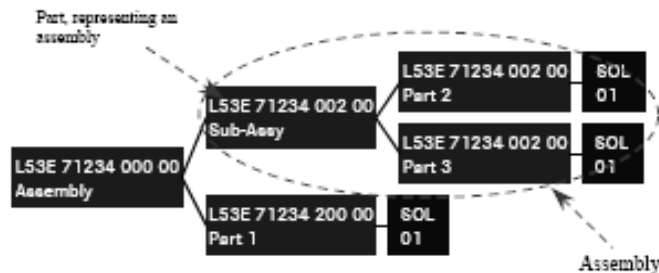 Part, representing an
assembly
L53E 71234 002 00
Sub-Assy
L53E 71234 002 00
Part 2
SOL
01
L53E 71234 002 00
Part 3
SOL
01
L53E 71234 000 00
Assembly
L53E 71234 200 00
Part 1
SOL
01
Assembly